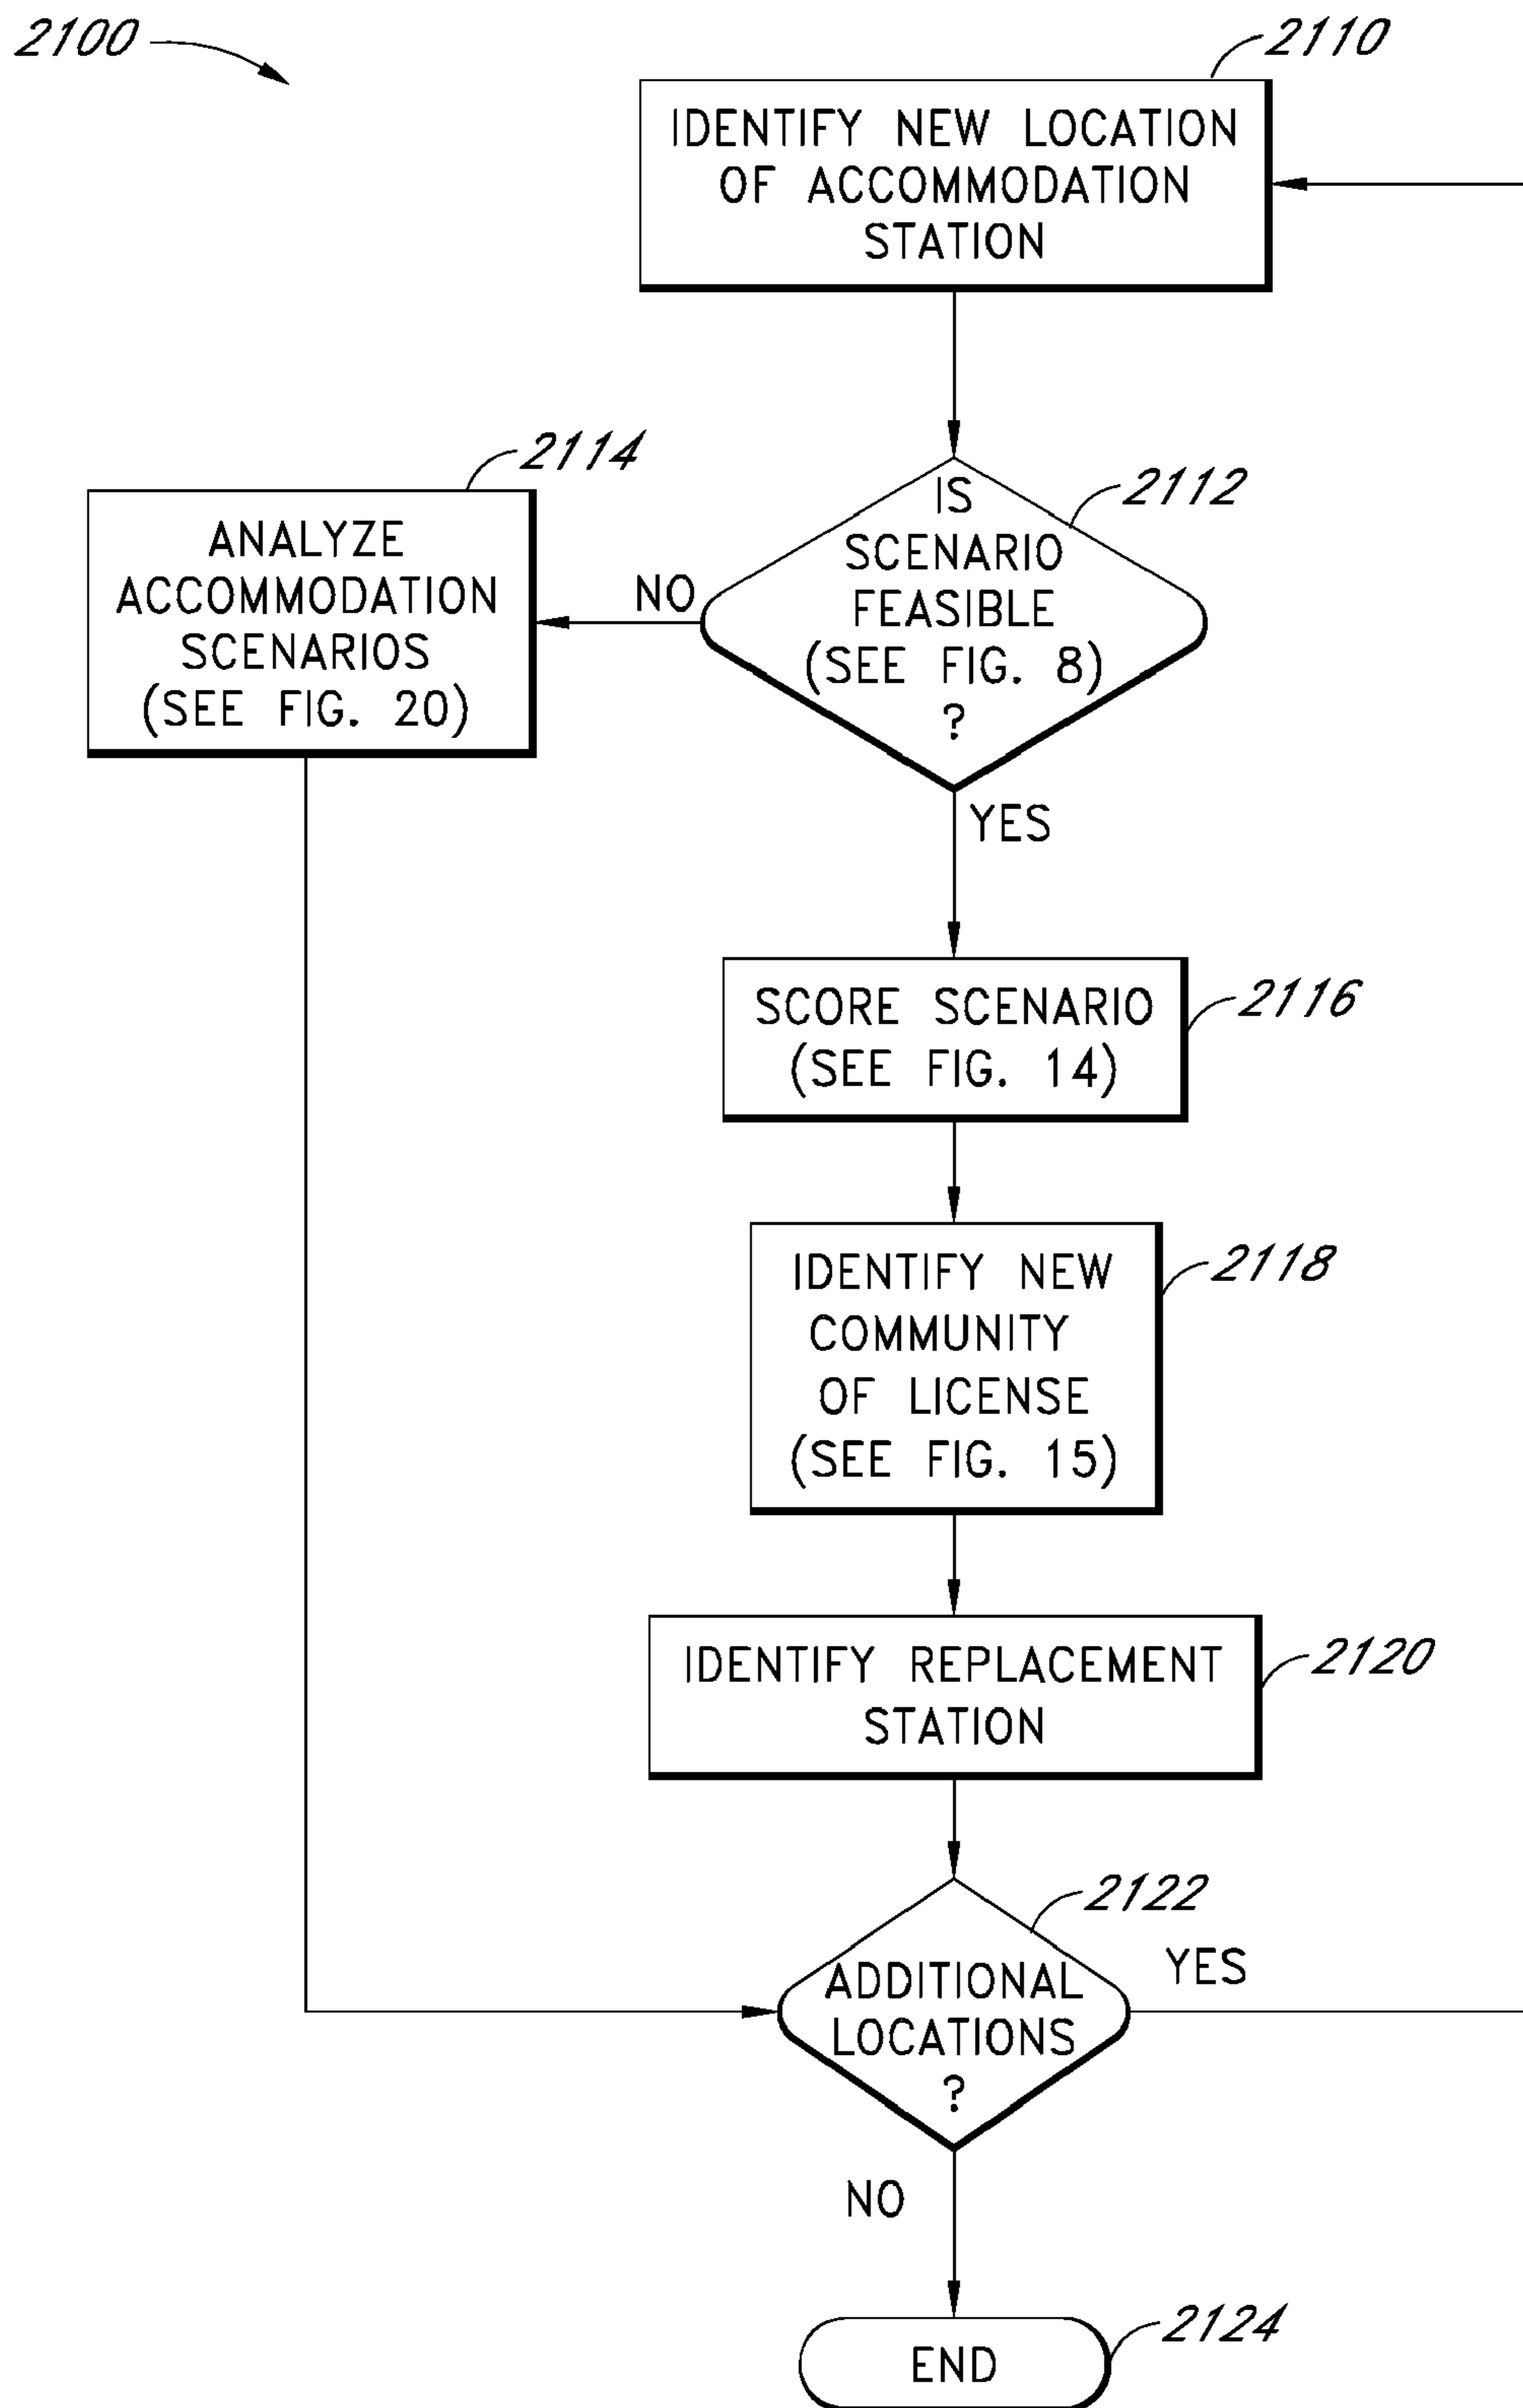 2100
2110
IDENTIFY NEW LOCATION
OF ACCOMMODATION
STATION
2114
ANALYZE
ACCOMMODATION
SCENARIOS
(SEE FIG. 20)
NO
2112
IS
SCENARIO
FEASIBLE
(SEE FIG. 8)
?
YES
2116
SCORE SCENARIO
(SEE FIG. 14)
2118
IDENTIFY NEW
COMMUNITY
OF LICENSE
(SEE FIG. 15)
2120
IDENTIFY REPLACEMENT
STATION
2122
ADDITIONAL
LOCATIONS
?
YES
NO
2124
END